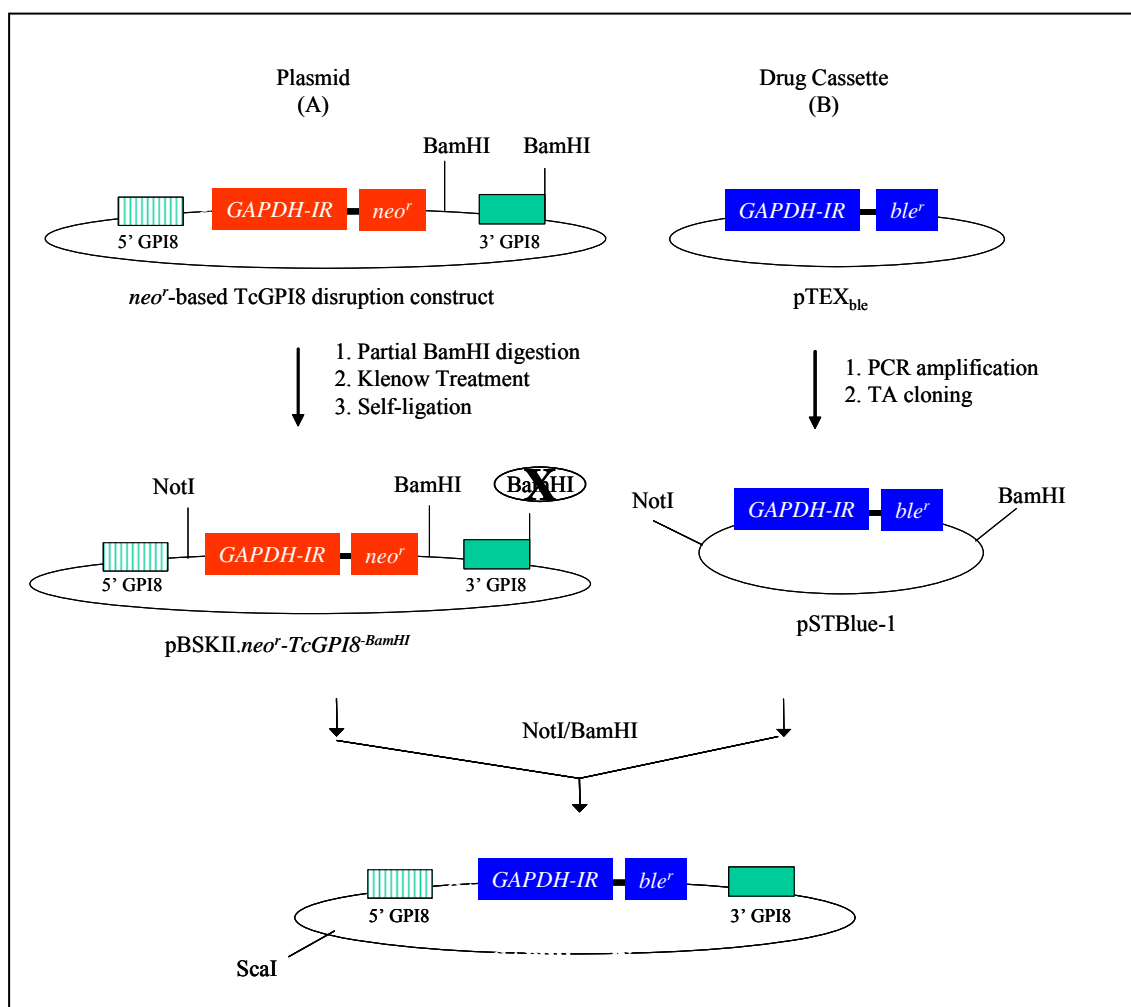 Plasmid
(A)
Drug Cassette
(B)
BamHI
BamHI
GAPDH-IR
neoʳ
5’ GPI8
3’ GPI8
neoʳ-based TcGPI8 disruption construct
GAPDH-IR
bleʳ
pTEXble
1. Partial BamHI digestion
2. Klenow Treatment
3. Self-ligation
1. PCR amplification
2. TA cloning
NotI
BamHI
BamHI
X
GAPDH-IR
neoʳ
5’ GPI8
3’ GPI8
pBSKII.neoʳ-TcGPI8-BamHI
NotI
GAPDH-IR
bleʳ
BamHI
pSTBlue-1
NotI/BamHI
GAPDH-IR
bleʳ
5’ GPI8
3’ GPI8
ScaI